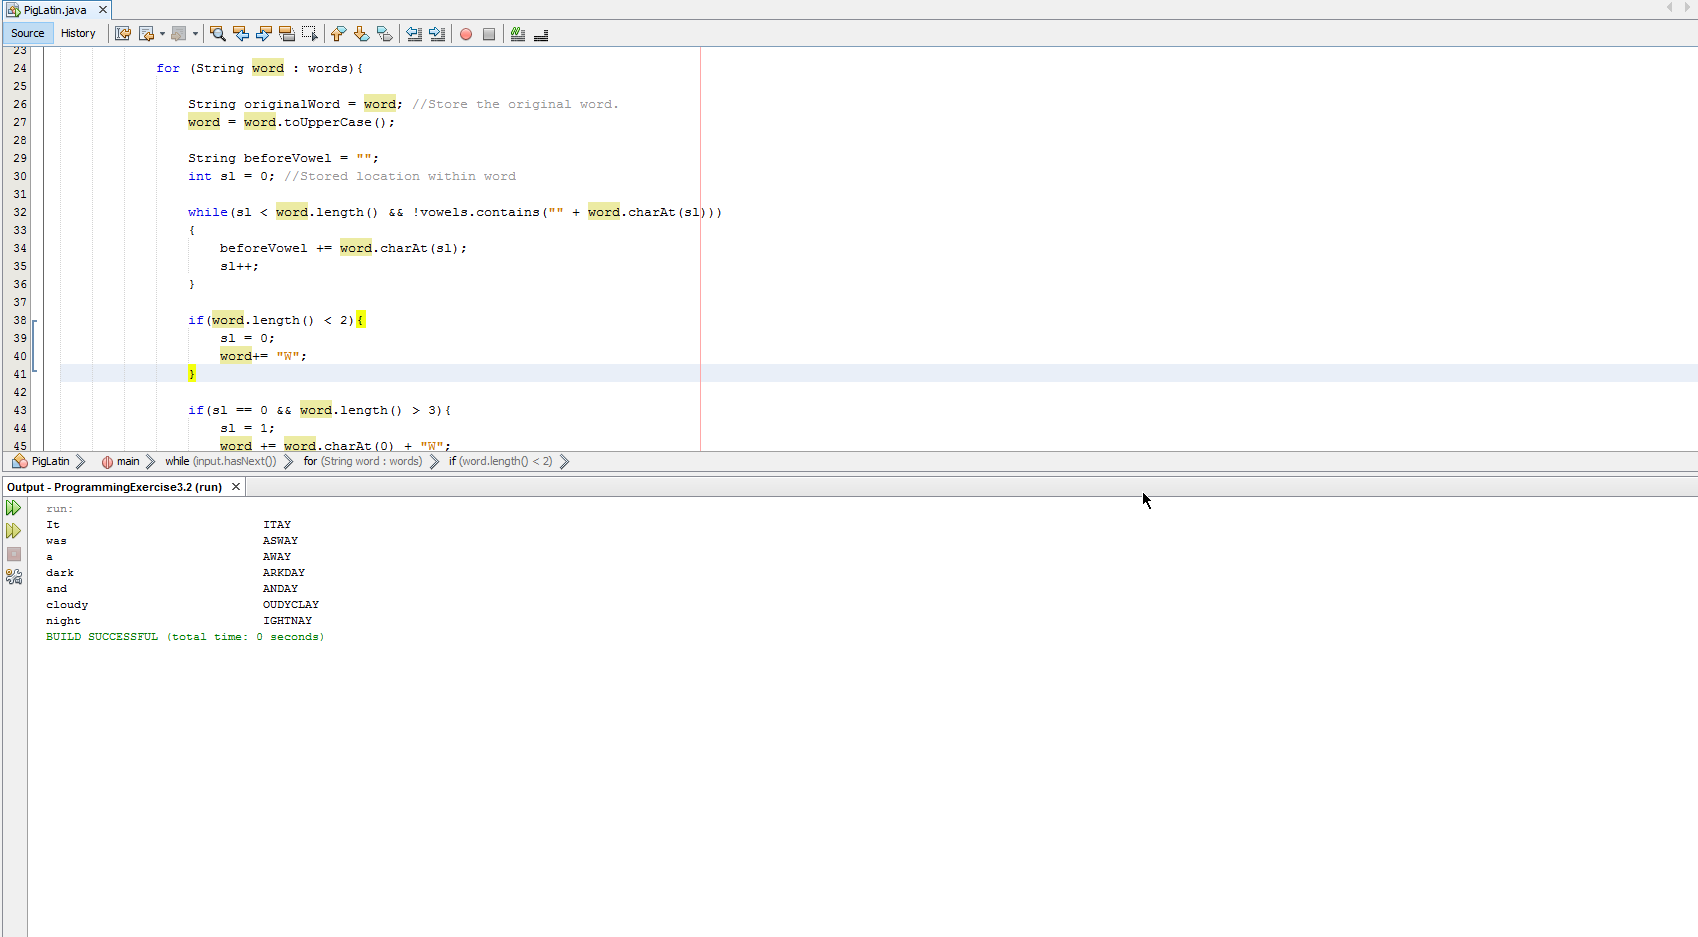 PigLatin.java
Source History
23
24 for (String word : words){
25
26 String originalWord = word; //Store the original word.
27 word = word.toUpperCase();
28
29 String beforeVowel = "";
30 int sl = 0; //Stored location within word
31
32 while(sl < word.length() && !vowels.contains("" + word.charAt(sl)))
33 {
34 beforeVowel += word.charAt(sl);
35 sl++;
36 }
37
38 if(word.length() < 2){
39 sl = 0;
40 word+= "W";
41 }
42
43 if(sl == 0 && word.length() > 3){
44 sl = 1;
45 word += word.charAt(0) + "W";
PigLatin main while (input.hasNext()) for (String word : words) if (word.length() < 2)
Output - ProgrammingExercise3.2 (run)
run:
It ITAY
was ASWAY
a AWAY
dark ARKDAY
and ANDAY
cloudy OUDYCLAY
night IGHTNAY
BUILD SUCCESSFUL (total time: 0 seconds)